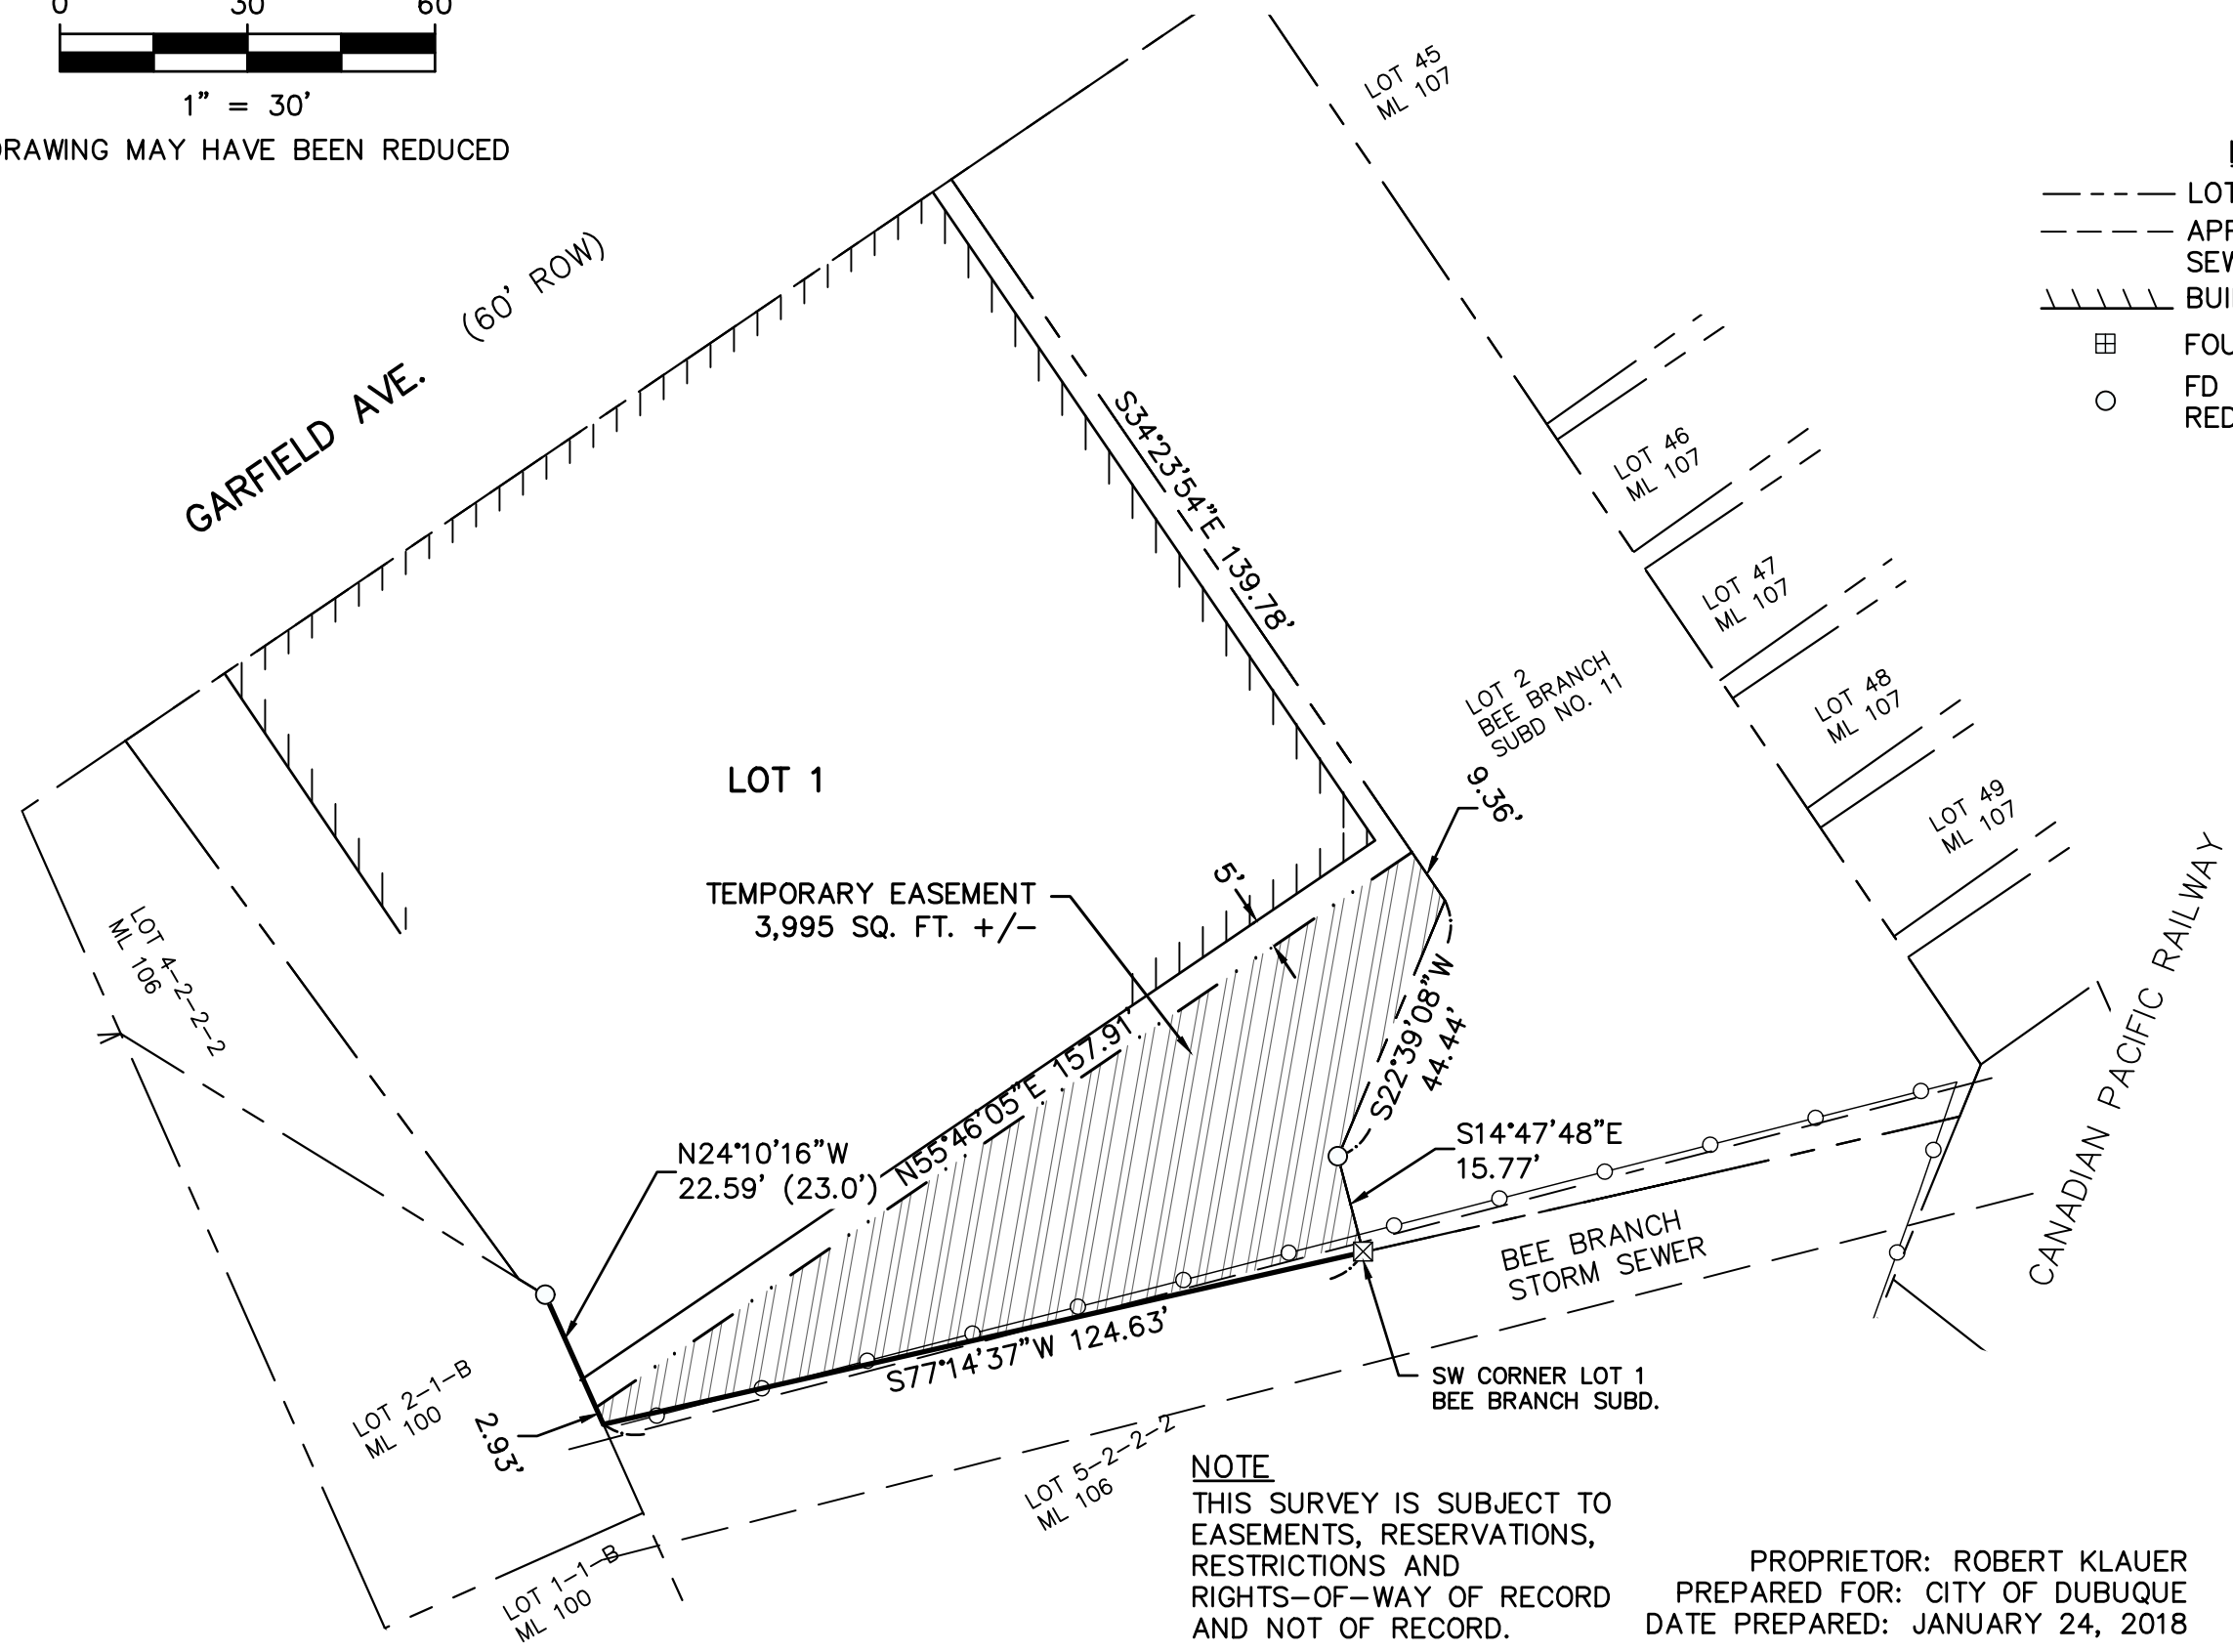 0 30 60
1" = 30'
DRAWING MAY HAVE BEEN REDUCED
LOT 45
ML 107
GARFIELD AVE. (60' ROW)
LOT
SEW
FD
RED
S34°23'54"E 139.78'
LOT 46
ML 107
LOT 47
ML 107
LOT 48
ML 107
LOT 49
ML 107
LOT 2
BEE BRANCH
SUBD NO. 11
9.36'
LOT 1
TEMPORARY EASEMENT
3,995 SQ. FT. +/-
5'
LOT 4-2-2-2
ML 106
N55°46'05"E 157.91'
S22°39'08"W
44.44'
CANADIAN PACIFIC RAILWAY
N24°10'16"W
22.59' (23.0')
S14°47'48"E
15.77'
BEE BRANCH
STORM SEWER
S77°14'37"W 124.63'
SW CORNER LOT 1
BEE BRANCH SUBD.
LOT 2-1-B
ML 100
2.93'
LOT 5-2-2-2
ML 106
LOT 1-1-B
ML 100
NOTE
THIS SURVEY IS SUBJECT TO
EASEMENTS, RESERVATIONS,
RESTRICTIONS AND
RIGHTS-OF-WAY OF RECORD
AND NOT OF RECORD.
PROPRIETOR: ROBERT KLAUER
PREPARED FOR: CITY OF DUBUQUE
DATE PREPARED: JANUARY 24, 2018